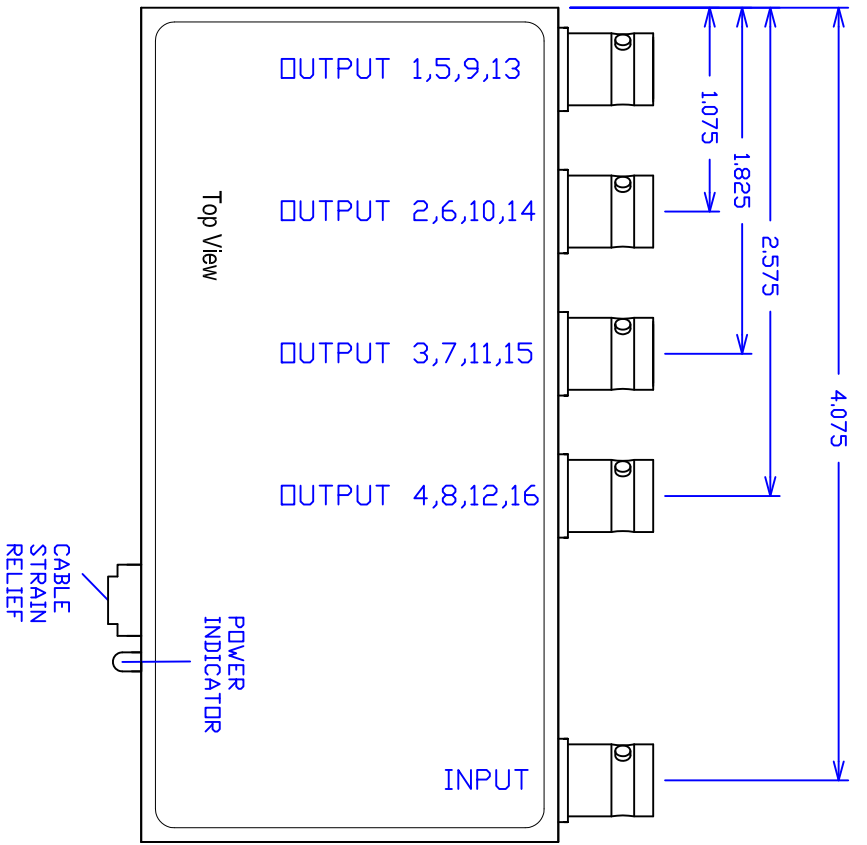 OUTPUT 1,5,9,13
1.075
1.825
Top View
OUTPUT 2,6,10,14
2.575
OUTPUT 3,7,11,15
4.075
OUTPUT 4,8,12,16
CABLE
STRAIN
RELIEF
POWER
INDICATOR
INPUT